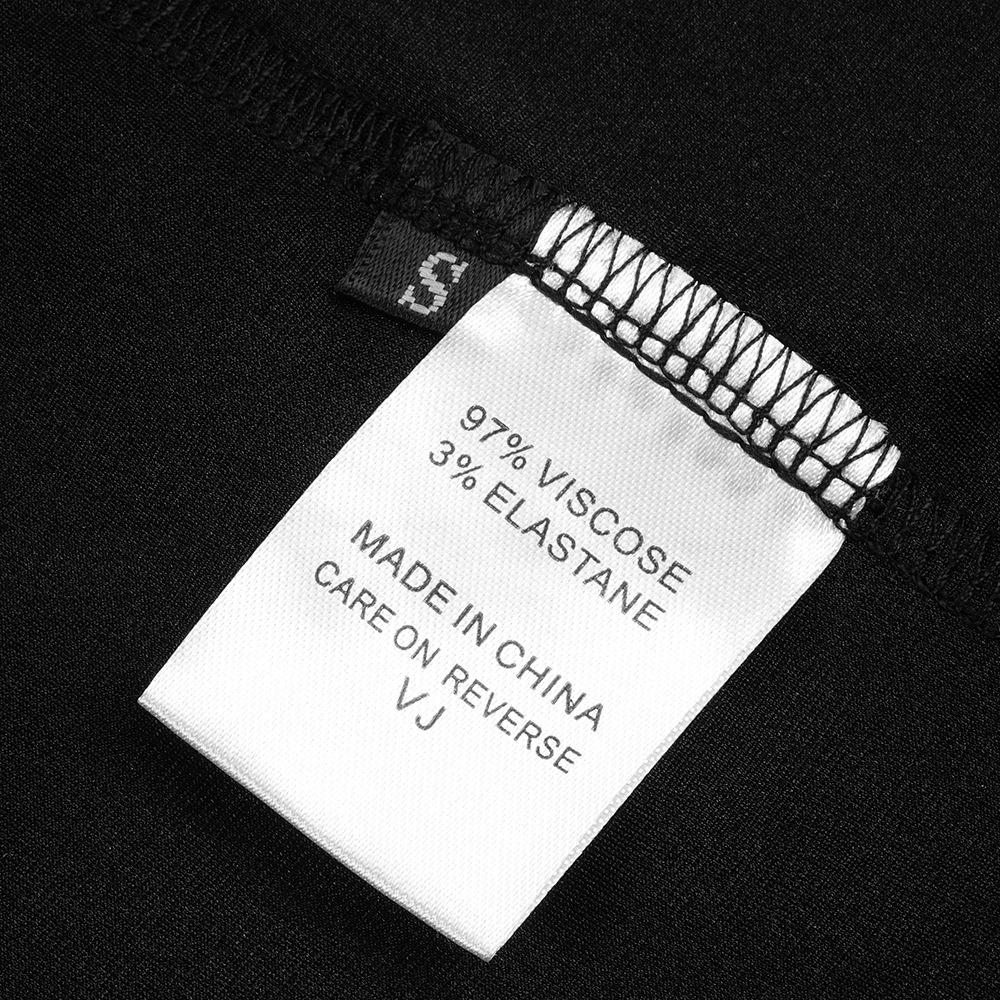 S
97% VISCOSE
3% ELASTANE
MADE IN CHINA
CARE ON REVERSE
VJ